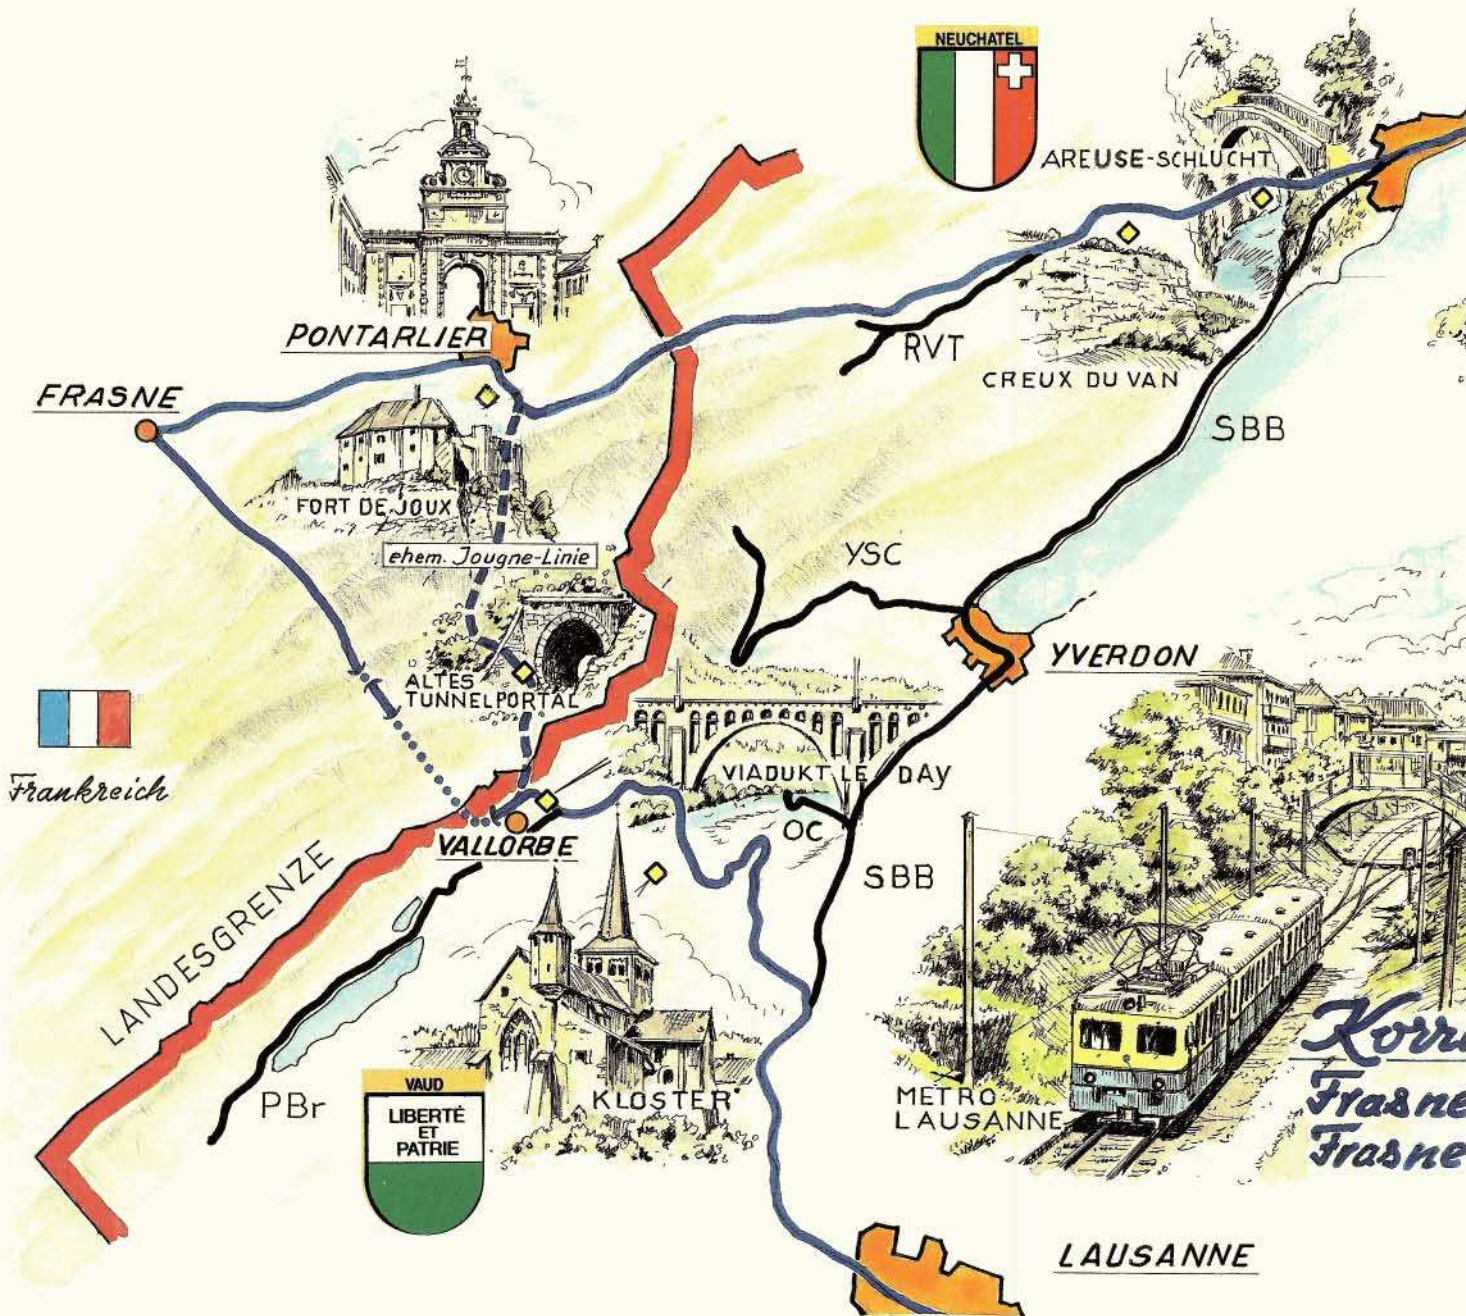 NEUCHATEL
AREUSE-SCHLUCHT
PONTARLIER
RVT
CREUX DU VAN
FRASNE
SBB
FORT DE JOUX
ehem. Jougne-Linie
YSC
YVERDON
ALTES
TUNNELPORTAL
Frankreich
VIADUKT LE DAY
OC
VALLORBE
SBB
LANDESGRENZE
PBr
VAUD
LIBERTÉ
ET
PATRIE
KLOSTER
METRO
LAUSANNE
Frasne
Frasne
LAUSANNE